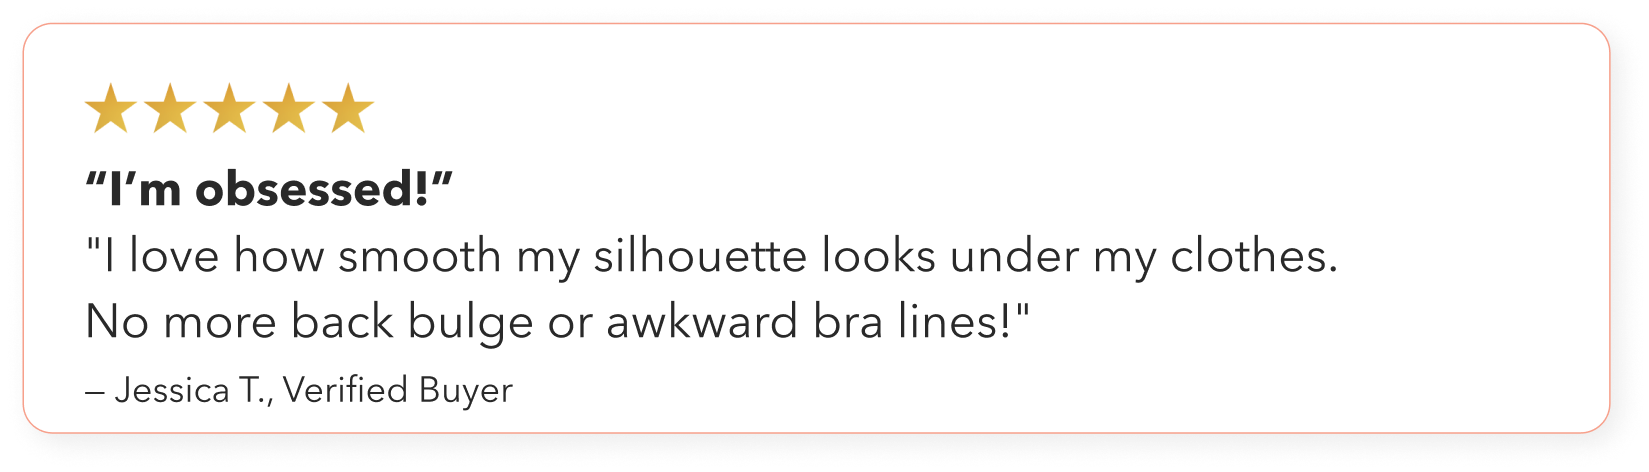 “I’m obsessed!”
"I love how smooth my silhouette looks under my clothes.
No more back bulge or awkward bra lines!"
– Jessica T., Verified Buyer